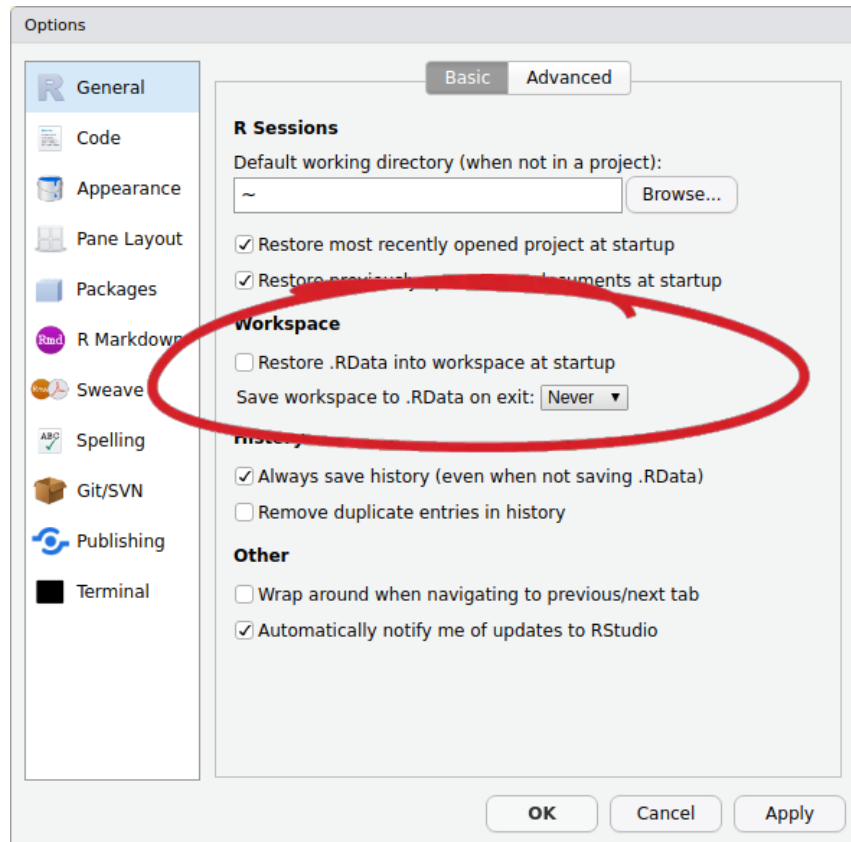 Options
General
Code
Appearance
Pane Layout
Packages
Rmd
R Markdown
Sweave
ABC
Spelling
Git/SVN
Publishing
Terminal
Basic Advanced
R Sessions
Default working directory (when not in a project):
~
Browse...
Restore most recently opened project at startup
Restore previously documents at startup
Workspace
Restore .RData into workspace at startup
Save workspace to .RData on exit: Never
History
Always save history (even when not saving .RData)
Remove duplicate entries in history
Other
Wrap around when navigating to previous/next tab
Automatically notify me of updates to RStudio
OK Cancel Apply